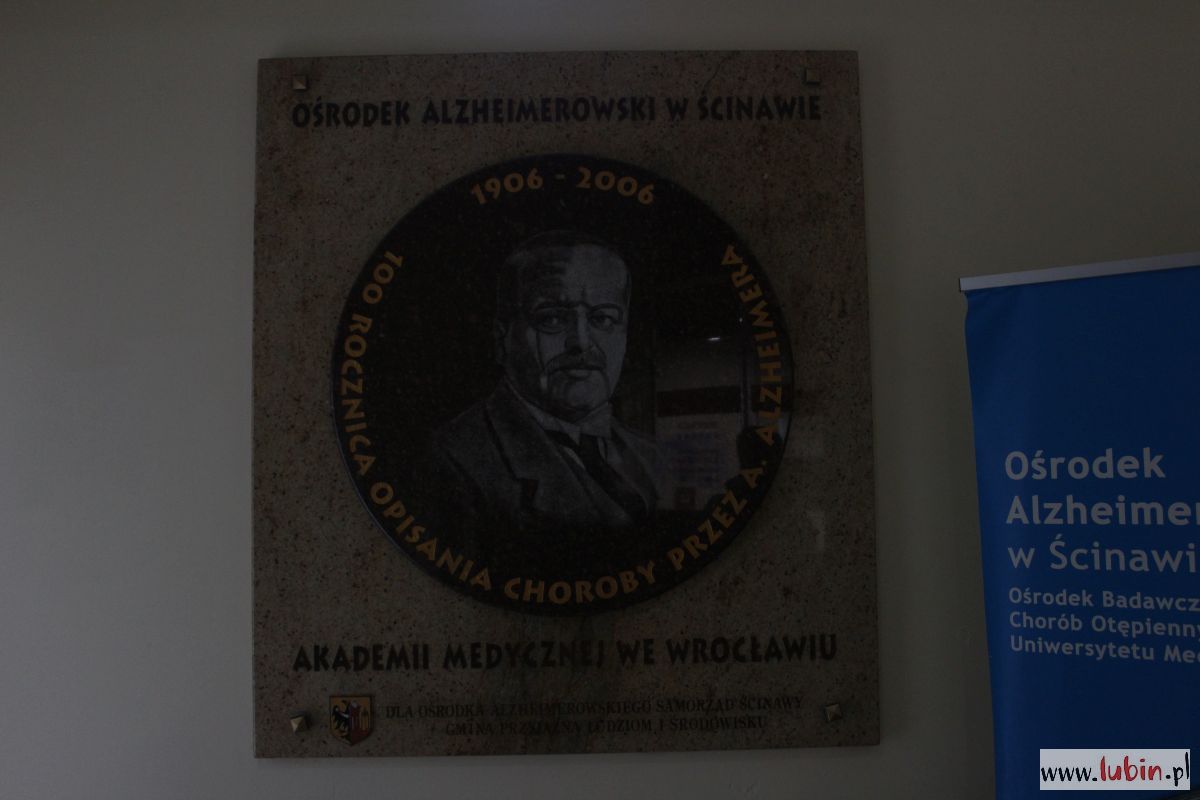 OŚRODEK ALZHEIMEROWSKI W ŚCINAWIE
1906 - 2006
100 ROCZNICA OPISANIA CHOROBY PRZEZ A. ALZHEIMERA
AKADEMII MEDYCZNEJ WE WROCŁAWIU
DLA OŚRODKA ALZHEIMEROWSKIEGO SAMORZĄD ŚCINAWY
GMINA PRZYJAZNA LUDZIOM I ŚRODOWISKU
Ośrodek
Alzheimer
w Ścinawi
Ośrodek Badawcz
Chorób Otępienny
Uniwersytetu Med
www.lubin.pl